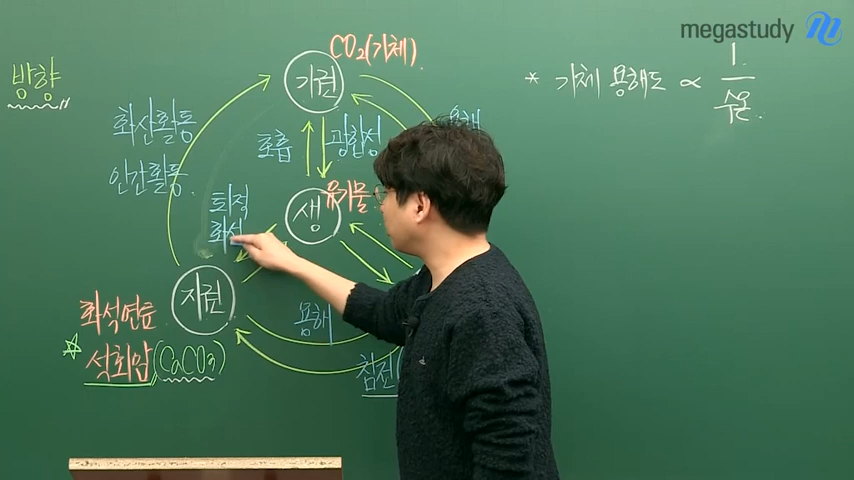 megastudy
방향
CO₂(기체)
기권
화산활동
인간활동
호흡
광합성
용해
* 기체 용해도 ∝ 1/수온
퇴적
화석
생
유기물
지권
화석연료
☆ 석회암(CaCO₃)
용해
침전(